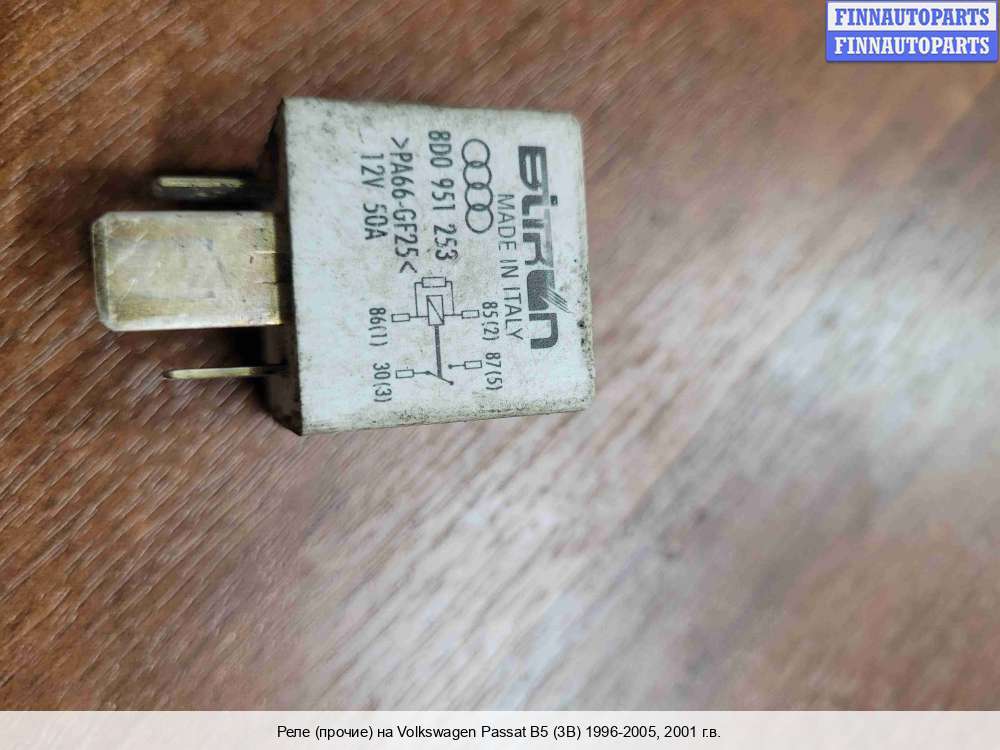 FINNAUTOPARTS
FINNAUTOPARTS
BiTRON
MADE IN ITALY
8D0 951 253
>PA66-GF25<
12V 50A
85(2) 87(5)
86(1) 30(3)
Реле (прочие) на Volkswagen Passat B5 (3B) 1996-2005, 2001 г.в.